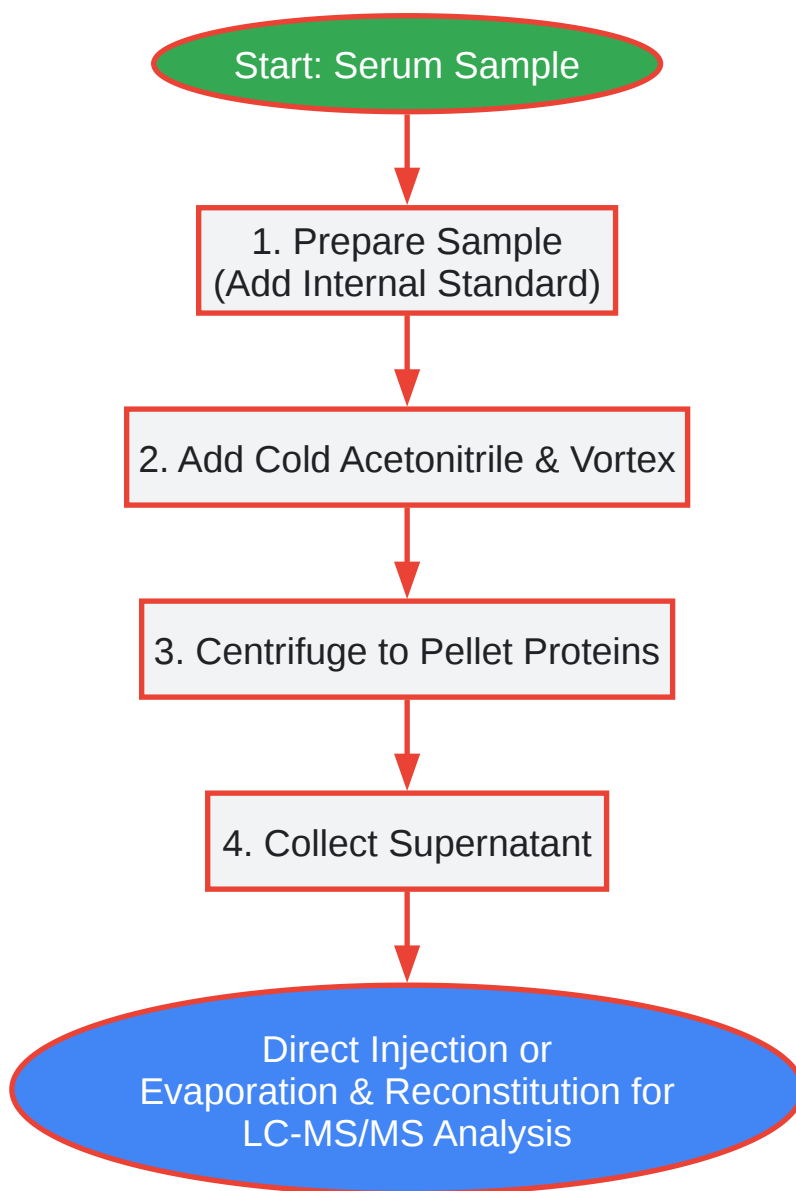 Start: Serum Sample
1. Prepare Sample
(Add Internal Standard)
2. Add Cold Acetonitrile & Vortex
3. Centrifuge to Pellet Proteins
4. Collect Supernatant
Direct Injection or
Evaporation & Reconstitution for
LC-MS/MS Analysis